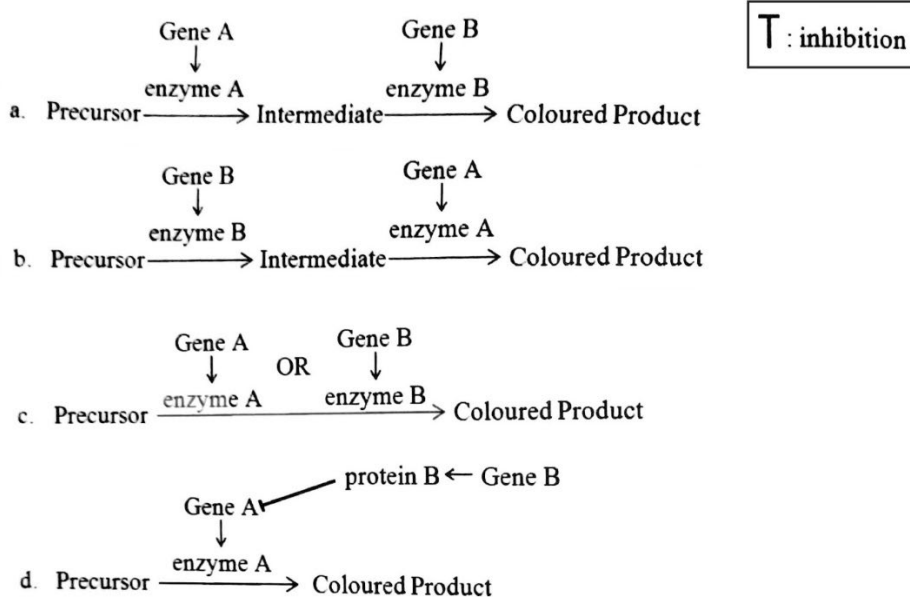 T : inhibition
Gene A Gene B
enzyme A enzyme B
a. Precursor Intermediate Coloured Product
Gene B Gene A
enzyme B enzyme A
b. Precursor Intermediate Coloured Product
Gene A OR Gene B
enzyme A enzyme B
c. Precursor Coloured Product
protein B Gene B
Gene A
enzyme A
d. Precursor Coloured Product